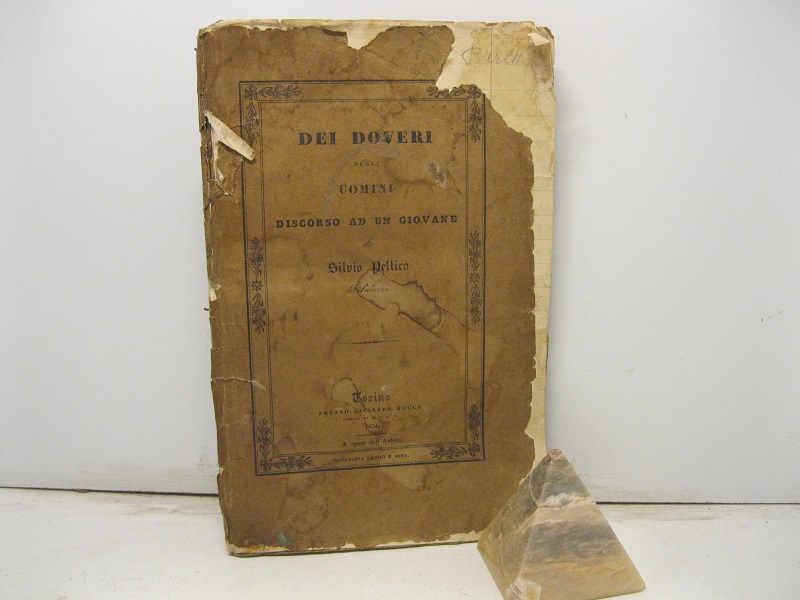 DEI DOVERI
DEGLI
UOMINI
DISCORSO AD UN GIOVANE
di
Silvio Pellico
da Saluzzo
Torino
PRESSO GIUSEPPE BOCCA
1834.
A spese dell'Autore.